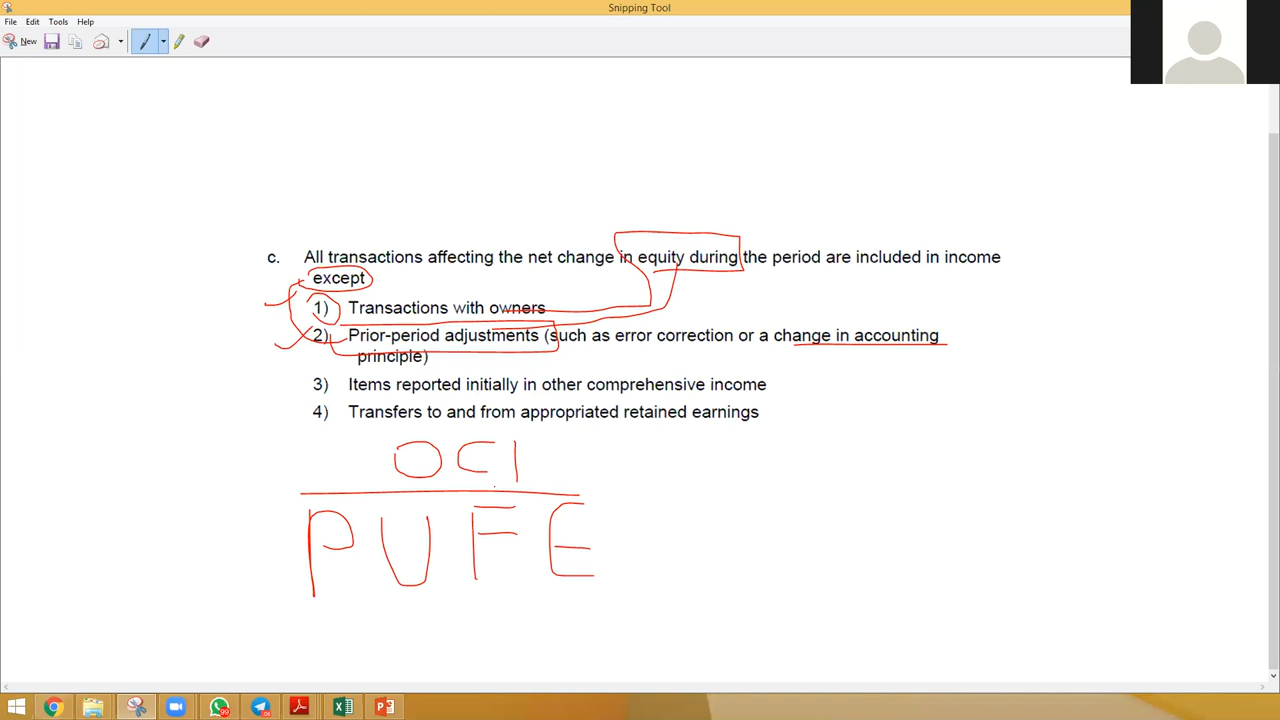 Snipping Tool
File Edit Tools Help
New
c. All transactions affecting the net change in equity during the period are included in income
except
1) Transactions with owners
2) Prior-period adjustments (such as error correction or a change in accounting
principle)
3) Items reported initially in other comprehensive income
4) Transfers to and from appropriated retained earnings
OCI
PUFE
99